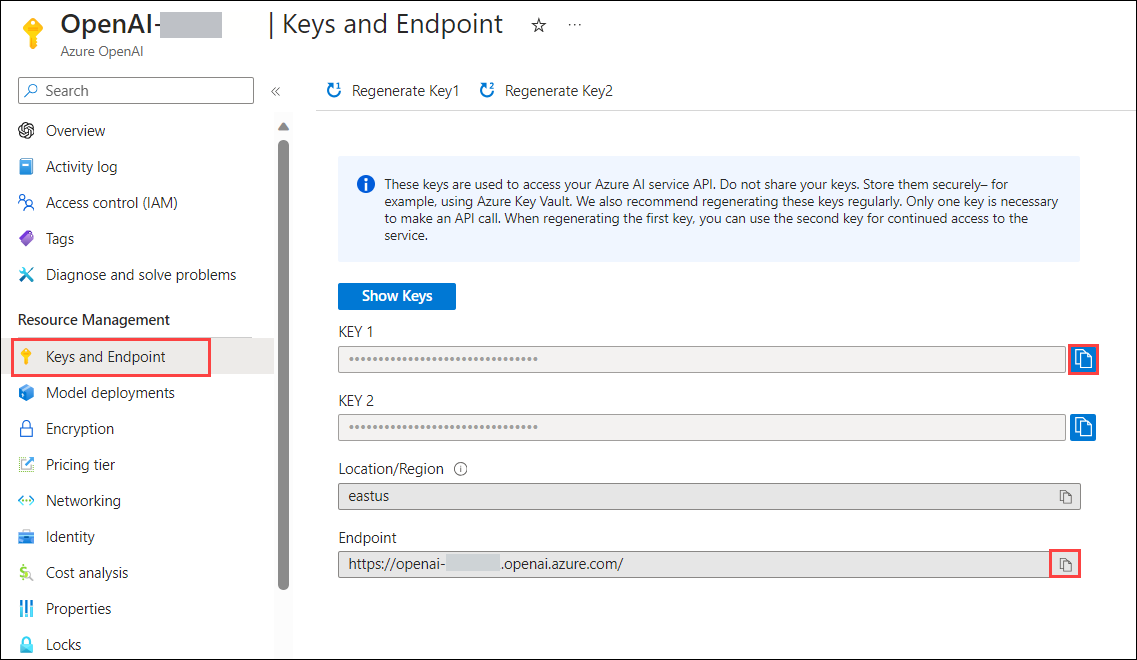 OpenAI- | Keys and Endpoint
Azure OpenAI
Search
Overview
Activity log
Access control (IAM)
Tags
Diagnose and solve problems
Resource Management
Keys and Endpoint
Model deployments
Encryption
Pricing tier
Networking
Identity
Cost analysis
Properties
Locks
Regenerate Key1
Regenerate Key2
These keys are used to access your Azure AI service API. Do not share your keys. Store them securely– for
example, using Azure Key Vault. We also recommend regenerating these keys regularly. Only one key is necessary
to make an API call. When regenerating the first key, you can use the second key for continued access to the
service.
Show Keys
KEY 1
••••••••••••••••••••••••••••••••
KEY 2
••••••••••••••••••••••••••••••••
Location/Region
eastus
Endpoint
https://openai- .openai.azure.com/